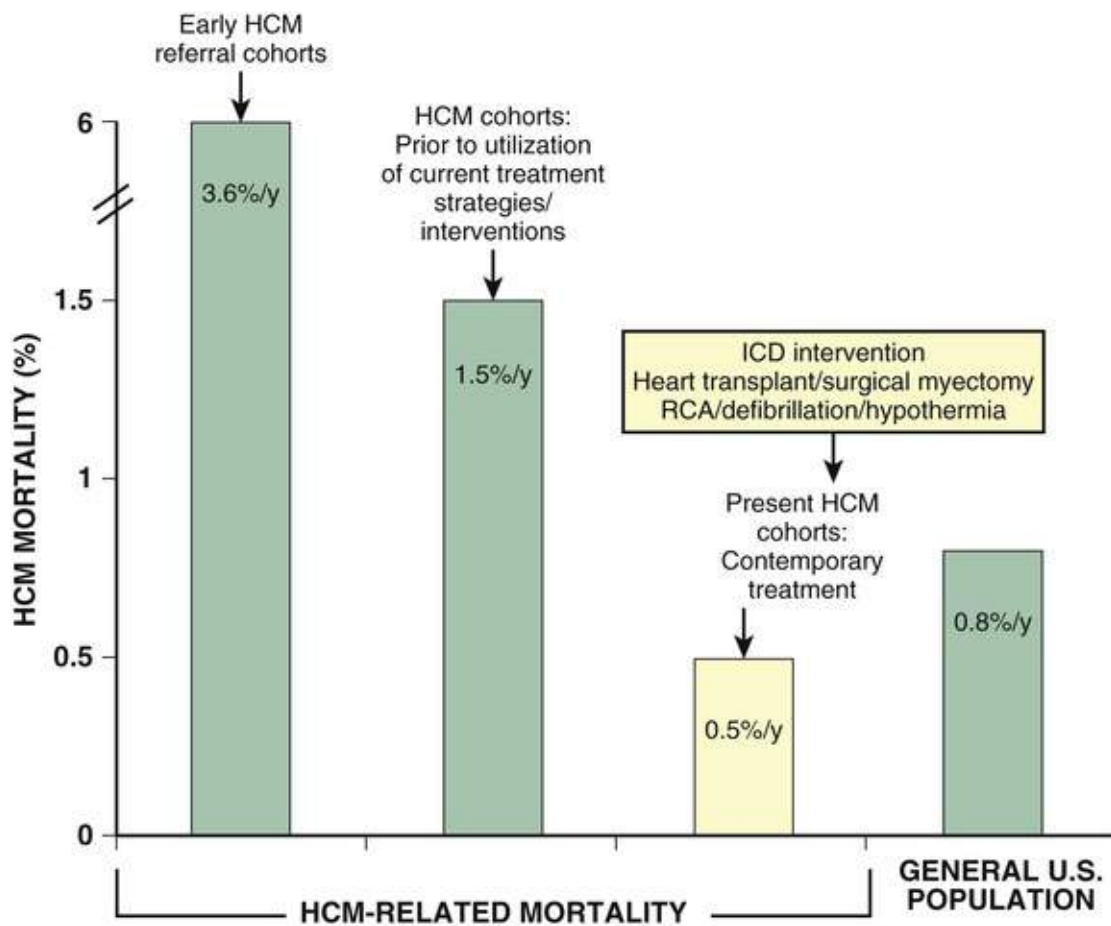 Early HCM
referral cohorts
HCM cohorts:
Prior to utilization
of current treatment
strategies/
interventions
ICD intervention
Heart transplant/surgical myectomy
RCA/defibrillation/hypothermia
Present HCM
cohorts:
Contemporary
treatment
HCM MORTALITY (%)
6
1.5
1
0.5
0
3.6%/y
1.5%/y
0.5%/y
0.8%/y
HCM-RELATED MORTALITY
GENERAL U.S.
POPULATION